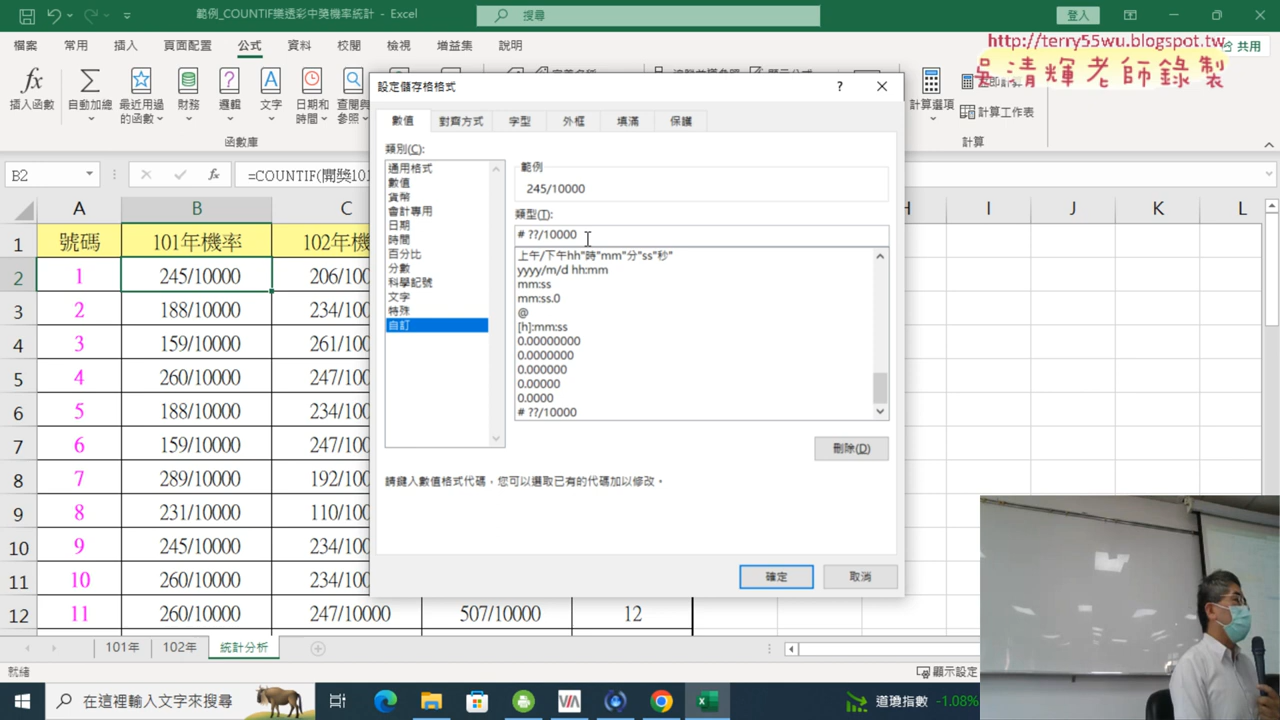 範例_COUNTIF樂透彩中獎機率統計 - Excel
搜尋
登入
檔案 常用 插入 頁面配置 公式 資料 校閱 檢視 增益集 說明
共用
http://terry55wu.blogspot.tw
吳清輝老師錄製
插入函數
自動加總
最近用過的函數
財務
邏輯
文字
日期和時間
查閱與參照
計算選項
計算工作表
函數庫
計算
B2
=COUNTIF(開獎101
設定儲存格格式
數值 對齊方式 字型 外框 填滿 保護
類別(C):
通用格式
數值
貨幣
會計專用
日期
時間
百分比
分數
科學記號
文字
特殊
自訂
範例
245/10000
類型(T):
# ??/10000
上午/下午hh"時"mm"分"ss"秒"
yyyy/m/d hh:mm
mm:ss
mm:ss.0
@
[h]:mm:ss
0.00000000
0.0000000
0.000000
0.00000
0.0000
# ??/10000
刪除(D)
請鍵入數值格式代碼，您可以選取已有的代碼加以修改。
確定 取消
A B C H I J K L
1 號碼 101年機率 102年機
2 1 245/10000 206/100
3 2 188/10000 234/100
4 3 159/10000 261/100
5 4 260/10000 247/100
6 5 188/10000 234/100
7 6 159/10000 247/100
8 7 289/10000 192/100
9 8 231/10000 110/100
10 9 245/10000 234/100
11 10 260/10000 234/100
12 11 260/10000 247/10000 507/10000 12
101年 102年 統計分析
就緒
顯示設定
在這裡輸入文字來搜尋
道瓊指數 -1.08%